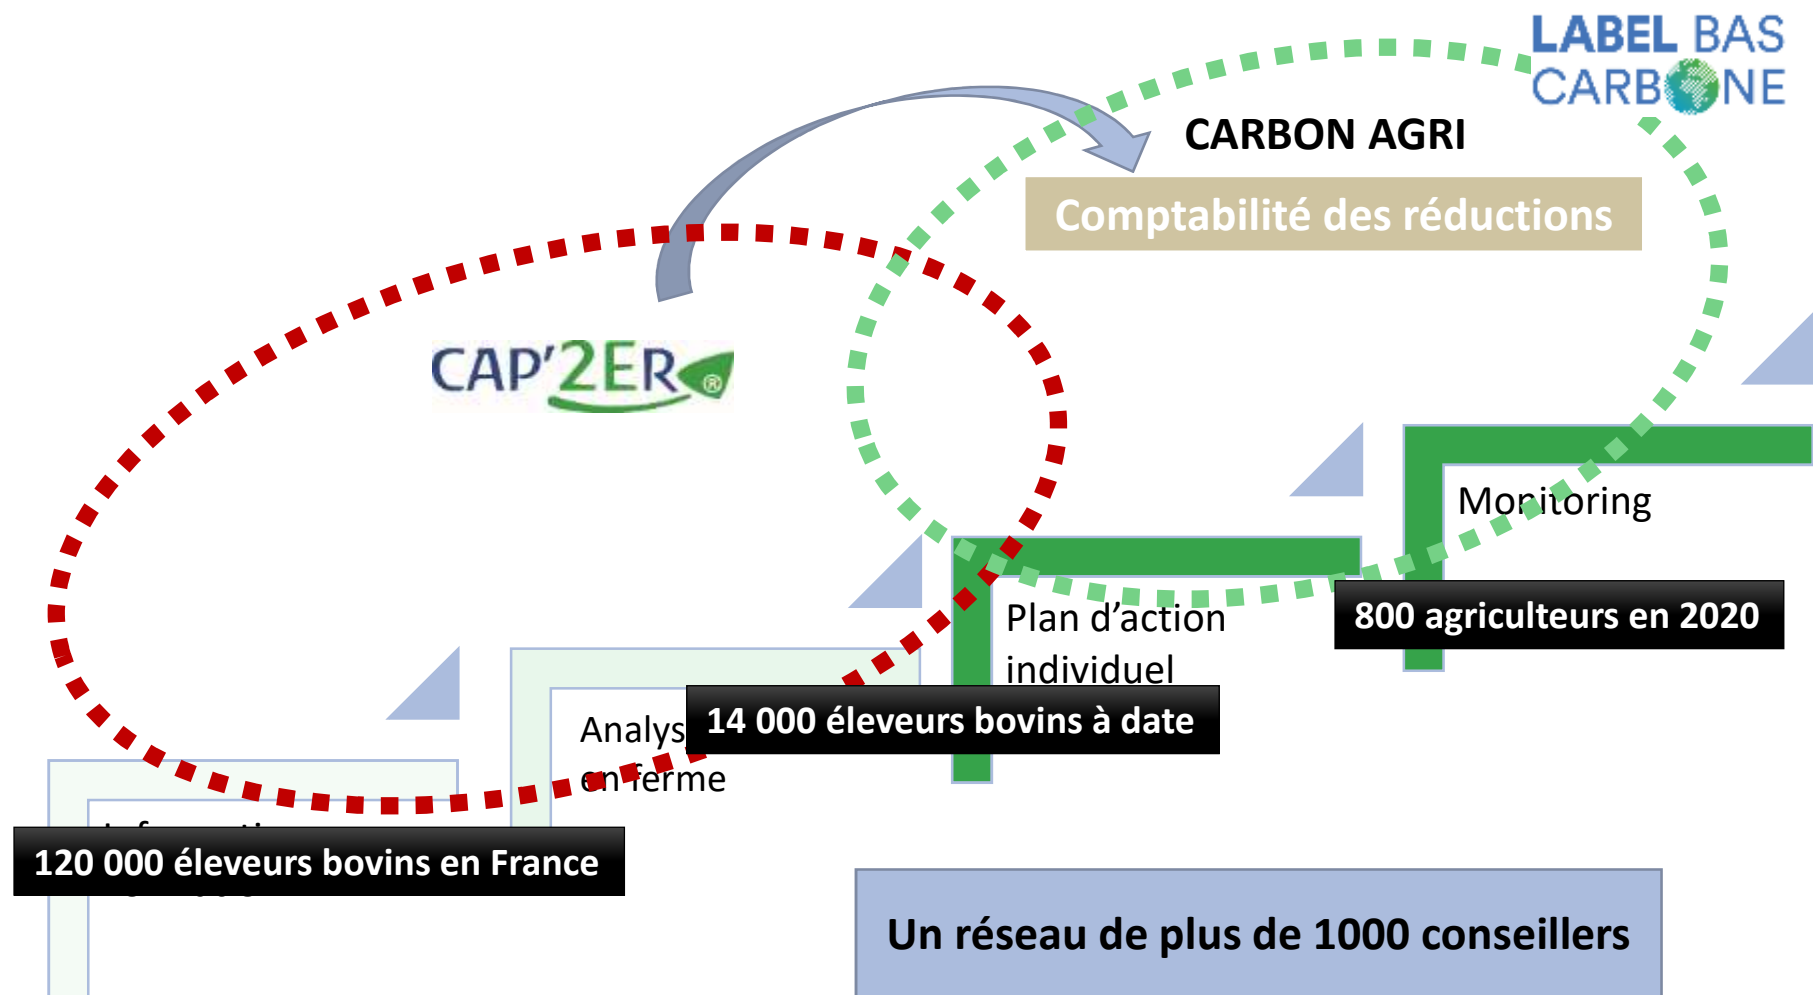 LABEL BAS
CARBONE
CARBON AGRI
Comptabilité des réductions
CAP'2ER®
Monitoring
800 agriculteurs en 2020
Plan d'action
individuel
14 000 éleveurs bovins à date
en ferme
120 000 éleveurs bovins en France
Un réseau de plus de 1000 conseillers